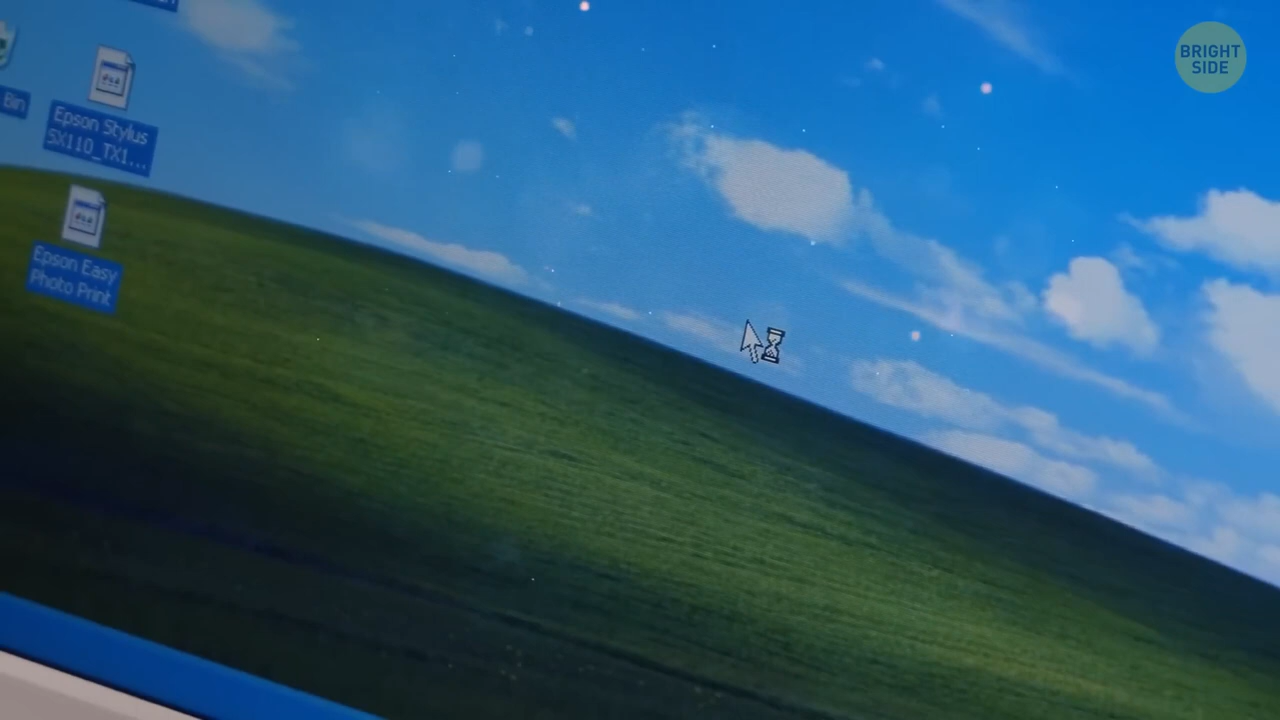 BRIGHT
SIDE
Bin
Epson Stylus
SX110_TX1...
Epson Easy
Photo Print